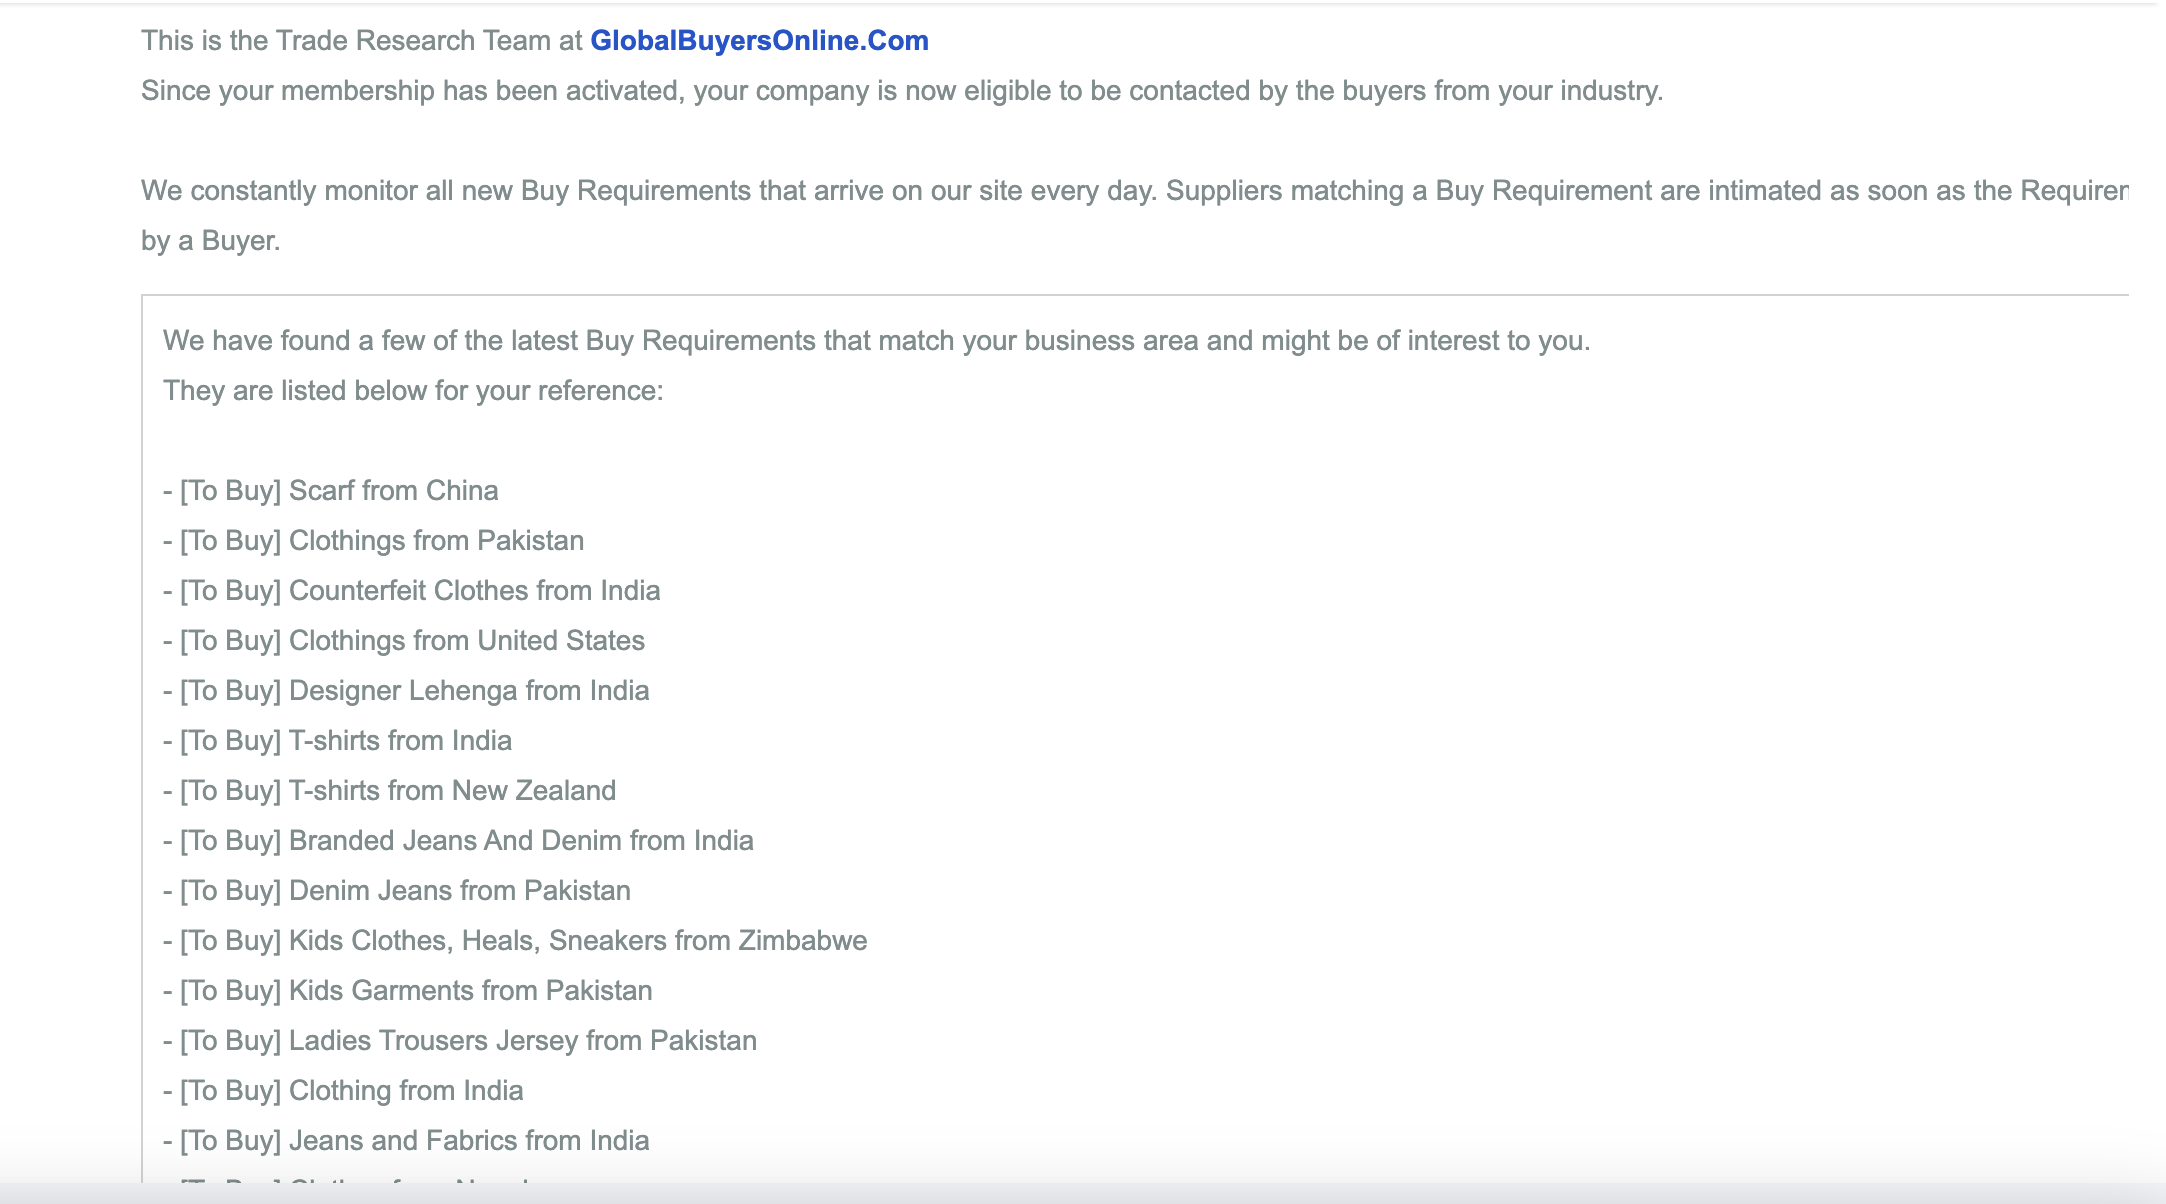 This is the Trade Research Team at GlobalBuyersOnline.Com
Since your membership has been activated, your company is now eligible to be contacted by the buyers from your industry.
We constantly monitor all new Buy Requirements that arrive on our site every day. Suppliers matching a Buy Requirement are intimated as soon as the
by a Buyer.
We have found a few of the latest Buy Requirements that match your business area and might be of interest to you.
They are listed below for your reference:
- [To Buy] Scarf from China
- [To Buy] Clothings from Pakistan
- [To Buy] Counterfeit Clothes from India
- [To Buy] Clothings from United States
- [To Buy] Designer Lehenga from India
- [To Buy] T-shirts from India
- [To Buy] T-shirts from New Zealand
- [To Buy] Branded Jeans And Denim from India
- [To Buy] Denim Jeans from Pakistan
- [To Buy] Kids Clothes, Heals, Sneakers from Zimbabwe
- [To Buy] Kids Garments from Pakistan
- [To Buy] Ladies Trousers Jersey from Pakistan
- [To Buy] Clothing from India
- [To Buy] Jeans and Fabrics from India